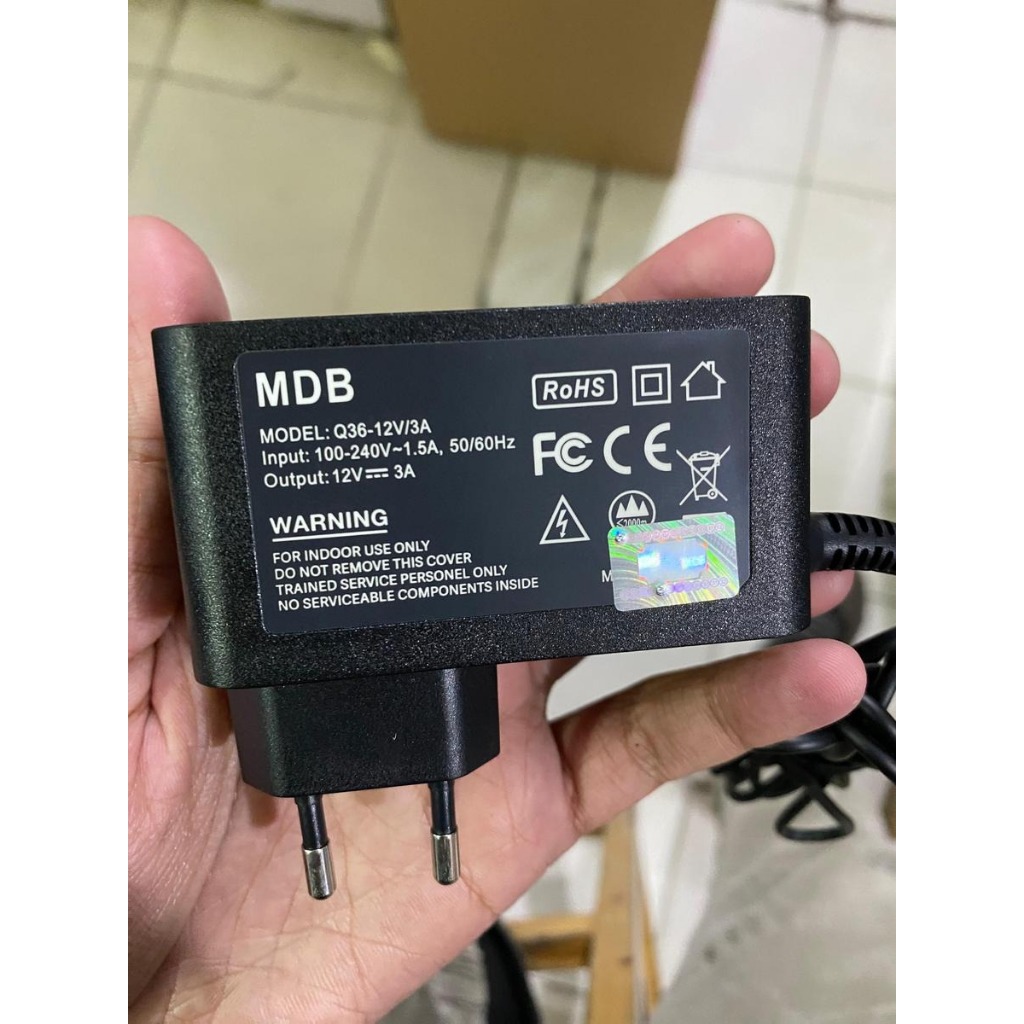 MDB
MODEL: Q36-12V/3A
Input: 100-240V~1.5A, 50/60Hz
Output: 12V⎓ 3A
WARNING
FOR INDOOR USE ONLY
DO NOT REMOVE THIS COVER
TRAINED SERVICE PERSONEL ONLY
NO SERVICEABLE COMPONENTS INSIDE
RoHS
FC CE
≤2000m
M